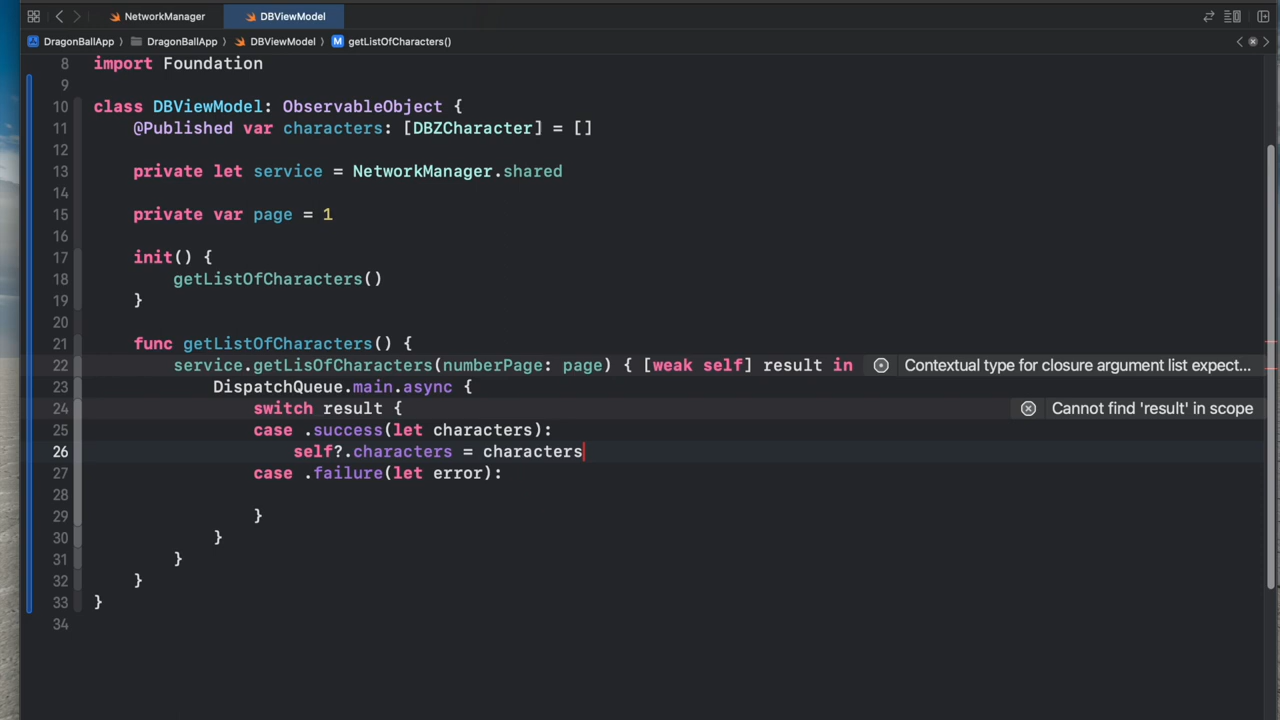 NetworkManager
DBViewModel
DragonBallApp
DragonBallApp
DBViewModel
M getListOfCharacters()
8 import Foundation
9
10 class DBViewModel: ObservableObject {
11 @Published var characters: [DBZCharacter] = []
12
13 private let service = NetworkManager.shared
14
15 private var page = 1
16
17 init() {
18 getListOfCharacters()
19 }
20
21 func getListOfCharacters() {
22 service.getLisOfCharacters(numberPage: page) { [weak self] result in Contextual type for closure argument list expect...
23 DispatchQueue.main.async {
24 switch result { Cannot find 'result' in scope
25 case .success(let characters):
26 self?.characters = characters
27 case .failure(let error):
28
29 }
30 }
31 }
32 }
33 }
34